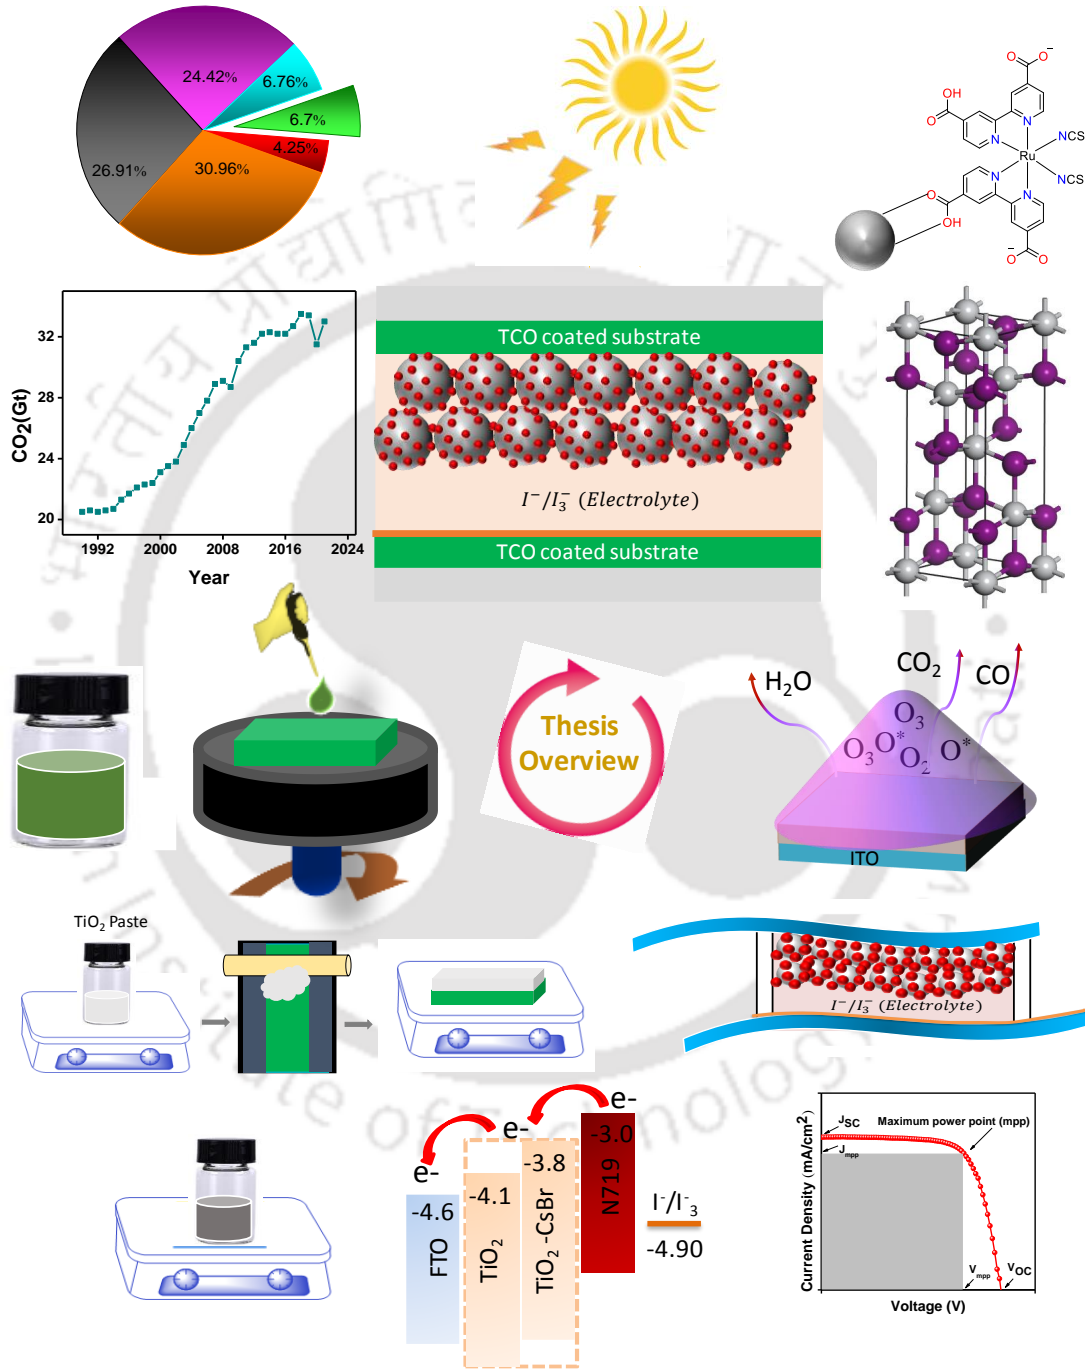 24.42%
6.76%
6.7%
4.25%
30.96%
26.91%
O
O⁻
OH
O
N
N
NCS
Ru
NCS
N
N
O
OH
⁻O
O
CO2(Gt)
32
28
24
20
1992 2000 2008 2016 2024
Year
TCO coated substrate
I⁻/I₃⁻ (Electrolyte)
TCO coated substrate
Thesis
Overview
H₂O
CO₂
CO
O₃
O₃ O* O₂ O*
ITO
TiO₂ Paste
I⁻/I₃⁻ (Electrolyte)
e-
e-
e-
-4.6
FTO
-4.1
TiO₂
-3.8
TiO₂ -CsBr
-3.0
N719
I⁻/I⁻₃
-4.90
Current Density (mA/cm²)
JSC
Jmpp
Maximum power point (mpp)
Vmpp
VOC
Voltage (V)